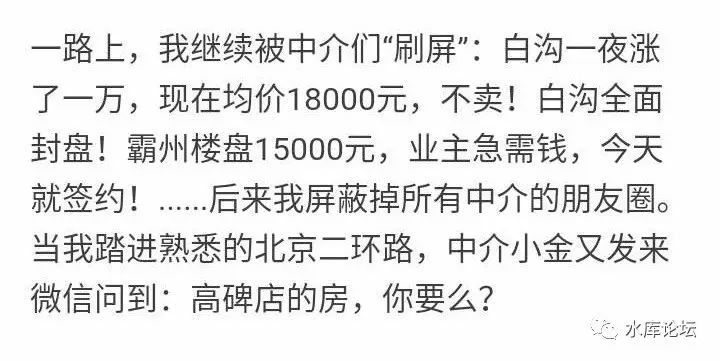 一路上，我继续被中介们“刷屏”：白沟一夜涨
了一万，现在均价18000元，不卖！白沟全面
封盘！霸州楼盘15000元，业主急需钱，今天
就签约！......后来我屏蔽掉所有中介的朋友圈。
当我踏进熟悉的北京二环路，中介小金又发来
微信问到：高碑店的房，你要么？
水库论坛